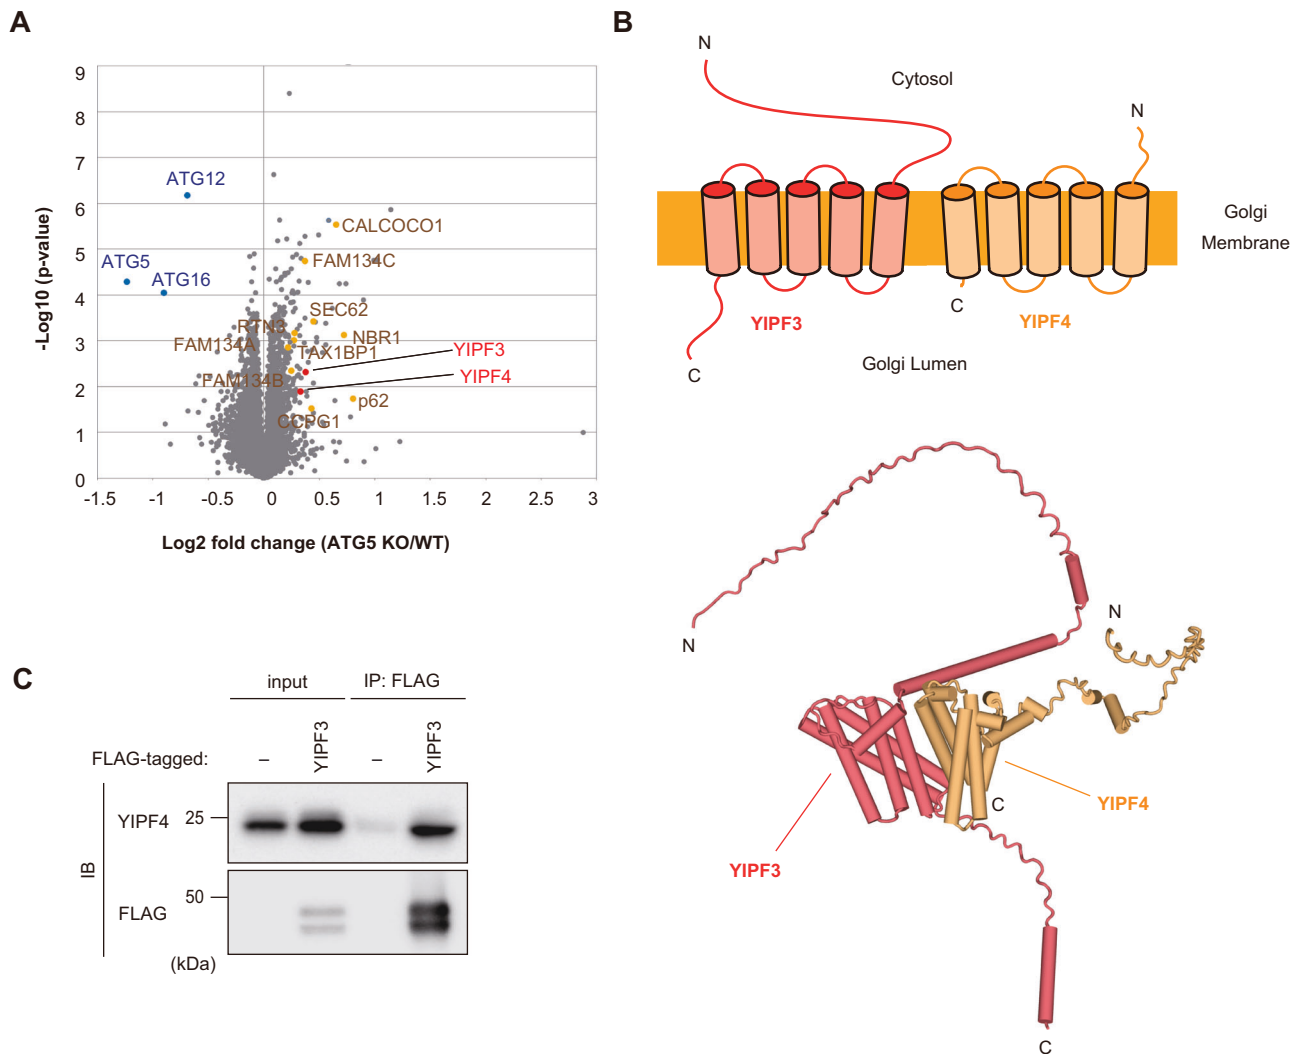 A
9
8
7
6
5
4
3
2
1
0
-Log10 (p-value)
ATG12
ATG5
ATG16
CALCOCO1
FAM134C
SEC62
RTN3
NBR1
FAM134A
TAX1BP1
YIPF3
FAM134B
YIPF4
p62
CCPG1
-1.5 -1 -0.5 0 0.5 1 1.5 2 2.5 3
Log2 fold change (ATG5 KO/WT)
B
N
Cytosol
N
Golgi
Membrane
C
YIPF3
YIPF4
C
Golgi Lumen
N
N
C
YIPF4
YIPF3
C
C
input IP: FLAG
FLAG-tagged: – YIPF3 – YIPF3
IB
YIPF4 25
50
FLAG
(kDa)